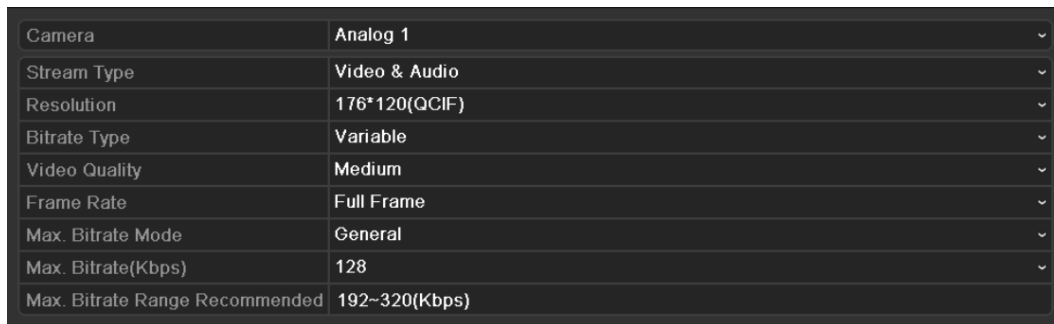 Camera Analog 1
Stream Type Video & Audio
Resolution 176*120(QCIF)
Bitrate Type Variable
Video Quality Medium
Frame Rate Full Frame
Max. Bitrate Mode General
Max. Bitrate(Kbps) 128
Max. Bitrate Range Recommended 192~320(Kbps)